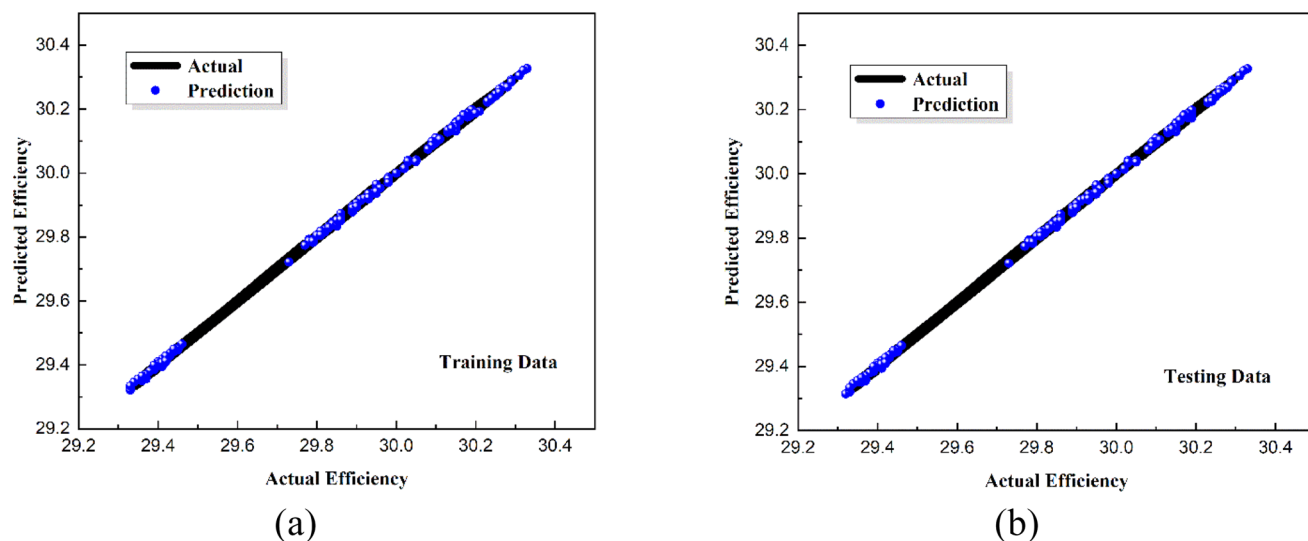 30.4
30.2
30.0
29.8
29.6
29.4
29.2
Predicted Efficiency
Actual
Prediction
Training Data
29.2 29.4 29.6 29.8 30.0 30.2 30.4
Actual Efficiency
(a)
30.4
30.2
30.0
29.8
29.6
29.4
29.2
Predicted Efficiency
Actual
Prediction
Testing Data
29.2 29.4 29.6 29.8 30.0 30.2 30.4
Actual Efficiency
(b)